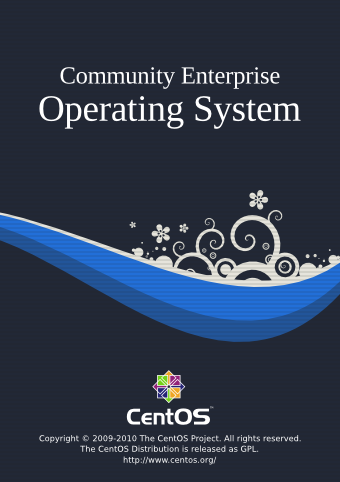 Community Enterprise
Operating System
CentOS™
Copyright © 2009-2010 The CentOS Project. All rights reserved.
The CentOS Distribution is released as GPL.
http://www.centos.org/